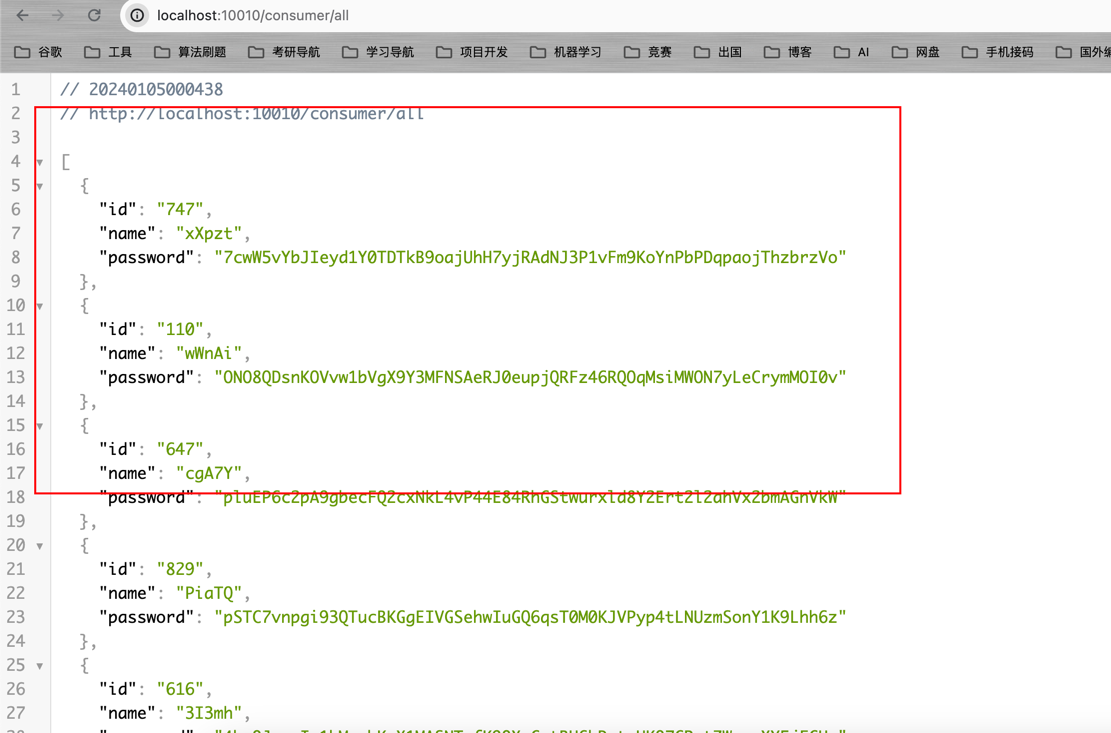 localhost:10010/consumer/all
谷歌 工具 算法刷题 考研导航 学习导航 项目开发 机器学习 竞赛 出国 博客 AI 网盘 手机接码 国外编
1 // 20240105000438
2 // http://localhost:10010/consumer/all
3
4 [
5 {
6 "id": "747",
7 "name": "xXpzt",
8 "password": "7cwW5vYbJIeyd1Y0TDTkB9oajUhH7yjRAdNJ3P1vFm9KoYnPbPDqpaojThzbrzVo"
9 },
10 {
11 "id": "110",
12 "name": "wWnAi",
13 "password": "ONO8QDsnKOVvw1bVgX9Y3MFNSAeRJ0eupjQRFz46RQOqMsiMWON7yLeCrymMOI0v"
14 },
15 {
16 "id": "647",
17 "name": "cgA7Y",
18 "password": "pluEP6c2pA9gbecFQ2cxNkL4vP44E84RhGStwurxld8Y2Ert2l2ahVx2bmAGnVkW"
19 },
20 {
21 "id": "829",
22 "name": "PiaTQ",
23 "password": "pSTC7vnpgi93QTucBKGgEIVGSehwIuGQ6qsT0M0KJVPyp4tLNUzmSonY1K9Lhh6z"
24 },
25 {
26 "id": "616",
27 "name": "3I3mh",